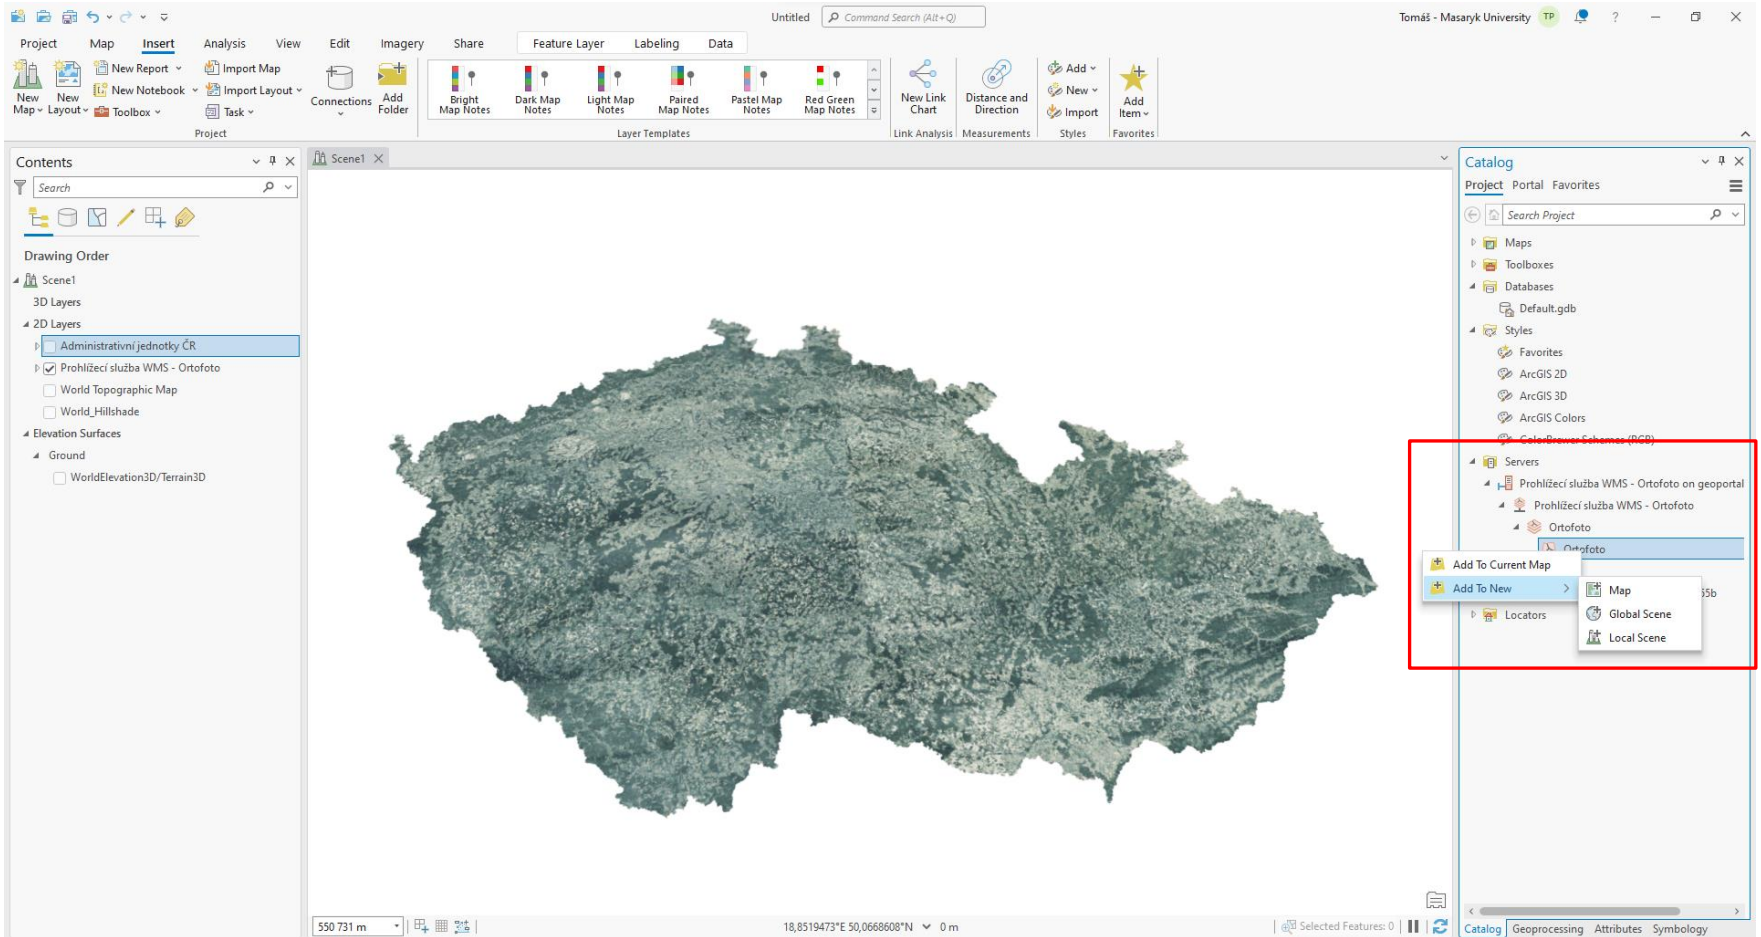 Untitled
Command Search (Alt+Q)
Tomáš - Masaryk University
TP
?
Project Map Insert Analysis View Edit Imagery Share Feature Layer Labeling Data
New Map
New Layout
New Report
New Notebook
Toolbox
Import Map
Import Layout
Task
Project
Connections
Add Folder
Bright Map Notes
Dark Map Notes
Light Map Notes
Paired Map Notes
Pastel Map Notes
Red Green Map Notes
Layer Templates
New Link Chart
Link Analysis
Distance and Direction
Measurements
Add
New
Import
Styles
Add Item
Favorites
Contents
Search
Drawing Order
Scene1
3D Layers
2D Layers
Administrativní jednotky ČR
Prohlížecí služba WMS - Ortofoto
World Topographic Map
World_Hillshade
Elevation Surfaces
Ground
WorldElevation3D/Terrain3D
Scene1
550 731 m
18,8519473°E 50,0668608°N
0 m
Selected Features: 0
Catalog
Project Portal Favorites
Search Project
Maps
Toolboxes
Databases
Default.gdb
Styles
Favorites
ArcGIS 2D
ArcGIS 3D
ArcGIS Colors
ColorBrewer Schemes (RGB)
Servers
Prohlížecí služba WMS - Ortofoto on geoportal
Prohlížecí služba WMS - Ortofoto
Ortofoto
Ortofoto
Add To Current Map
Add To New
Map
Global Scene
Local Scene
55b
Locators
Catalog Geoprocessing Attributes Symbology